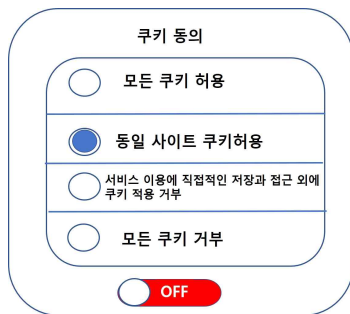 쿠키 동의
모든 쿠키 허용
동일 사이트 쿠키허용
서비스 이용에 직접적인 저장과 접근 외에
쿠키 적용 거부
모든 쿠키 거부
OFF